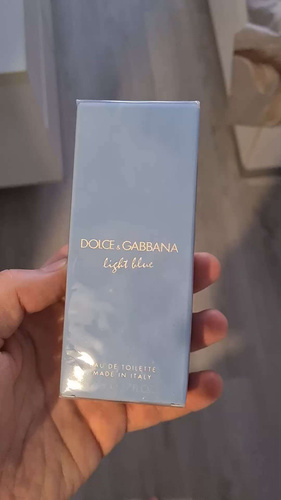 DOLCE & GABBANA
light blue
EAU DE TOILETTE
MADE IN ITALY